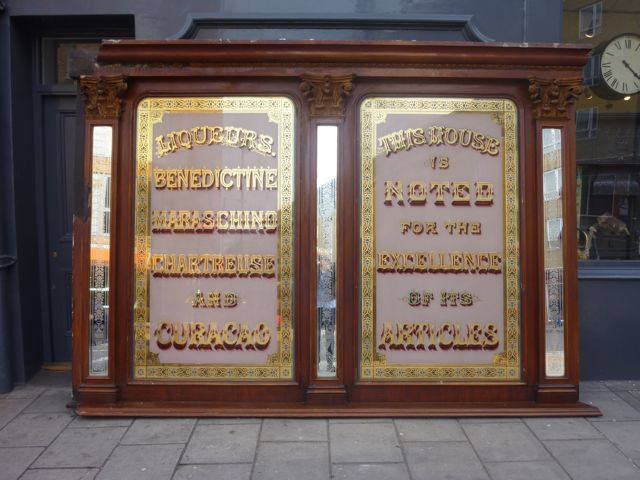 LIQUEURS.
BENEDICTINE
MARASCHINO
CHARTREUSE
AND
CURACAO
THIS HOUSE
IS
NOTED
FOR THE
EXCELLENCE
OF ITS
ARTICLES